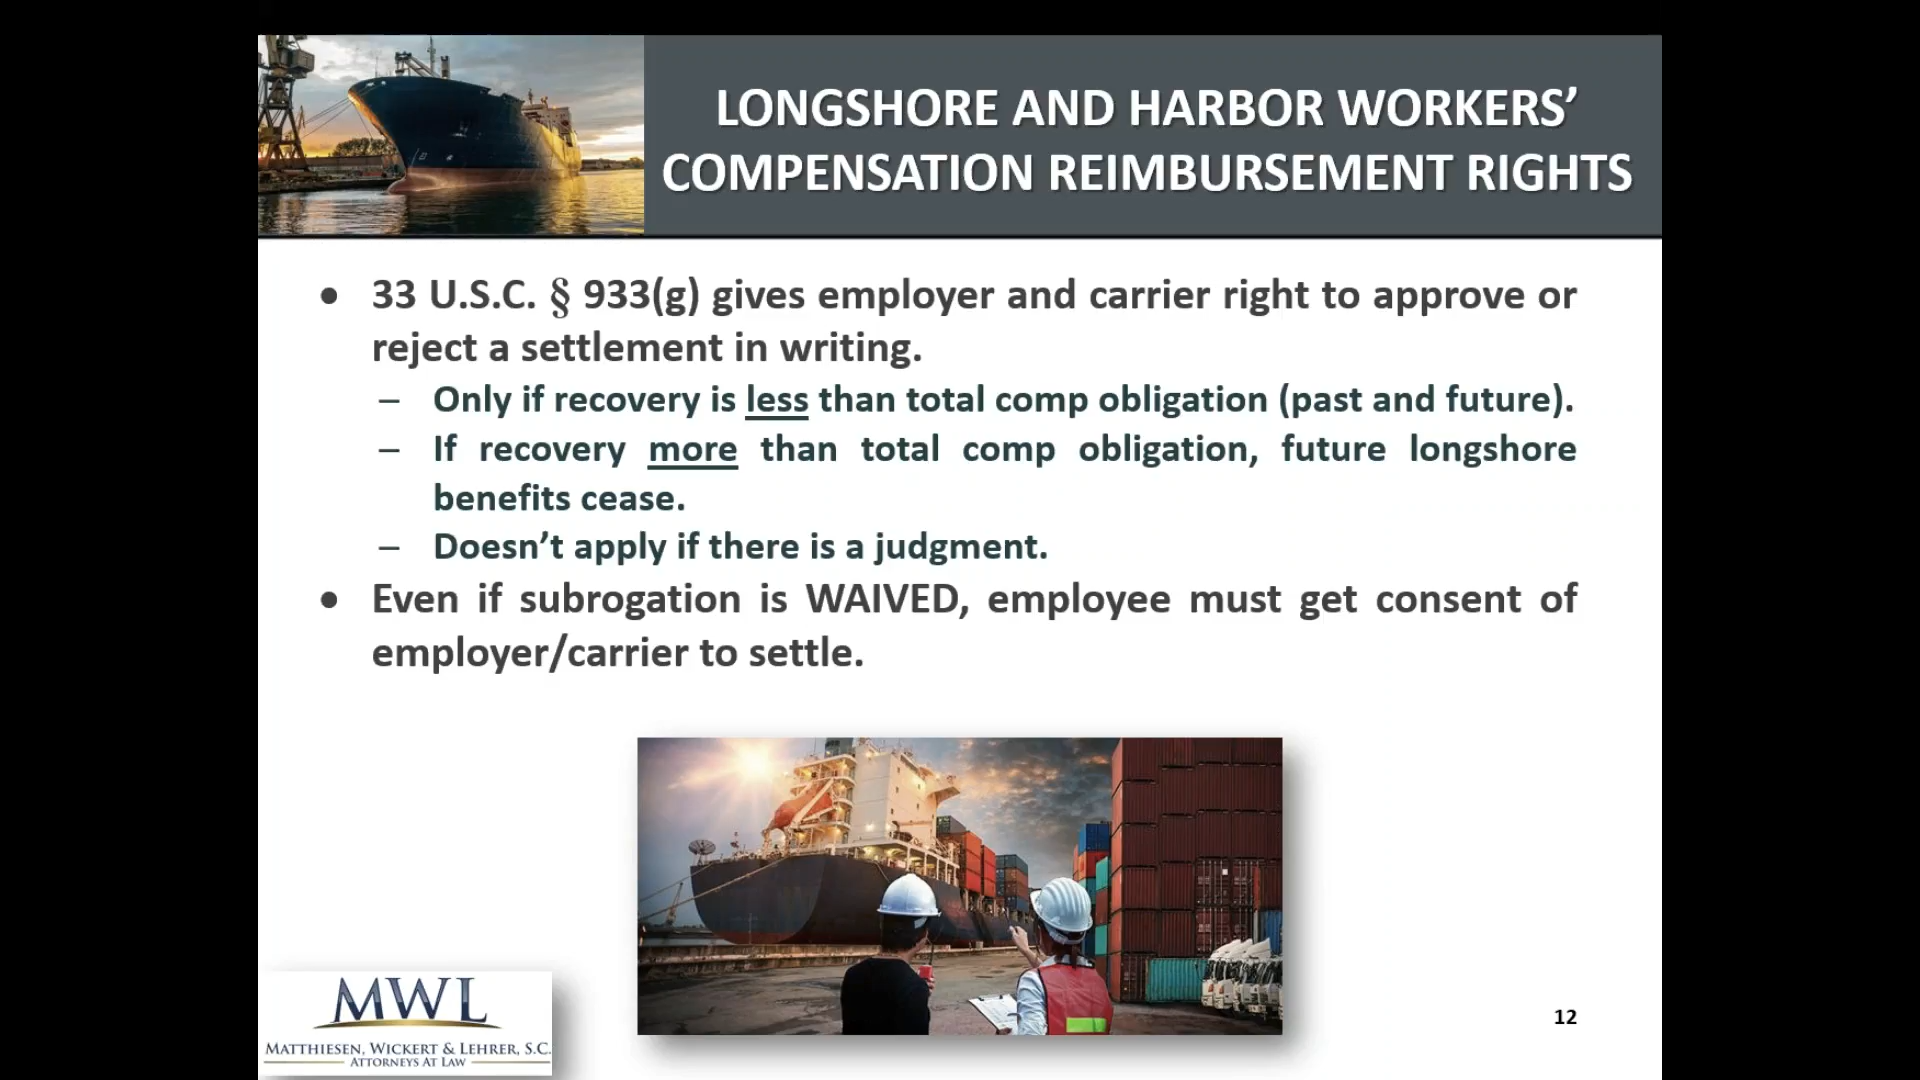 LONGSHORE AND HARBOR WORKERS’
COMPENSATION REIMBURSEMENT RIGHTS
• 33 U.S.C. § 933(g) gives employer and carrier right to approve or
reject a settlement in writing.
– Only if recovery is less than total comp obligation (past and future).
– If recovery more than total comp obligation, future longshore
benefits cease.
– Doesn’t apply if there is a judgment.
• Even if subrogation is WAIVED, employee must get consent of
employer/carrier to settle.
MWL
MATTHIESEN, WICKERT & LEHRER, S.C.
ATTORNEYS AT LAW
12